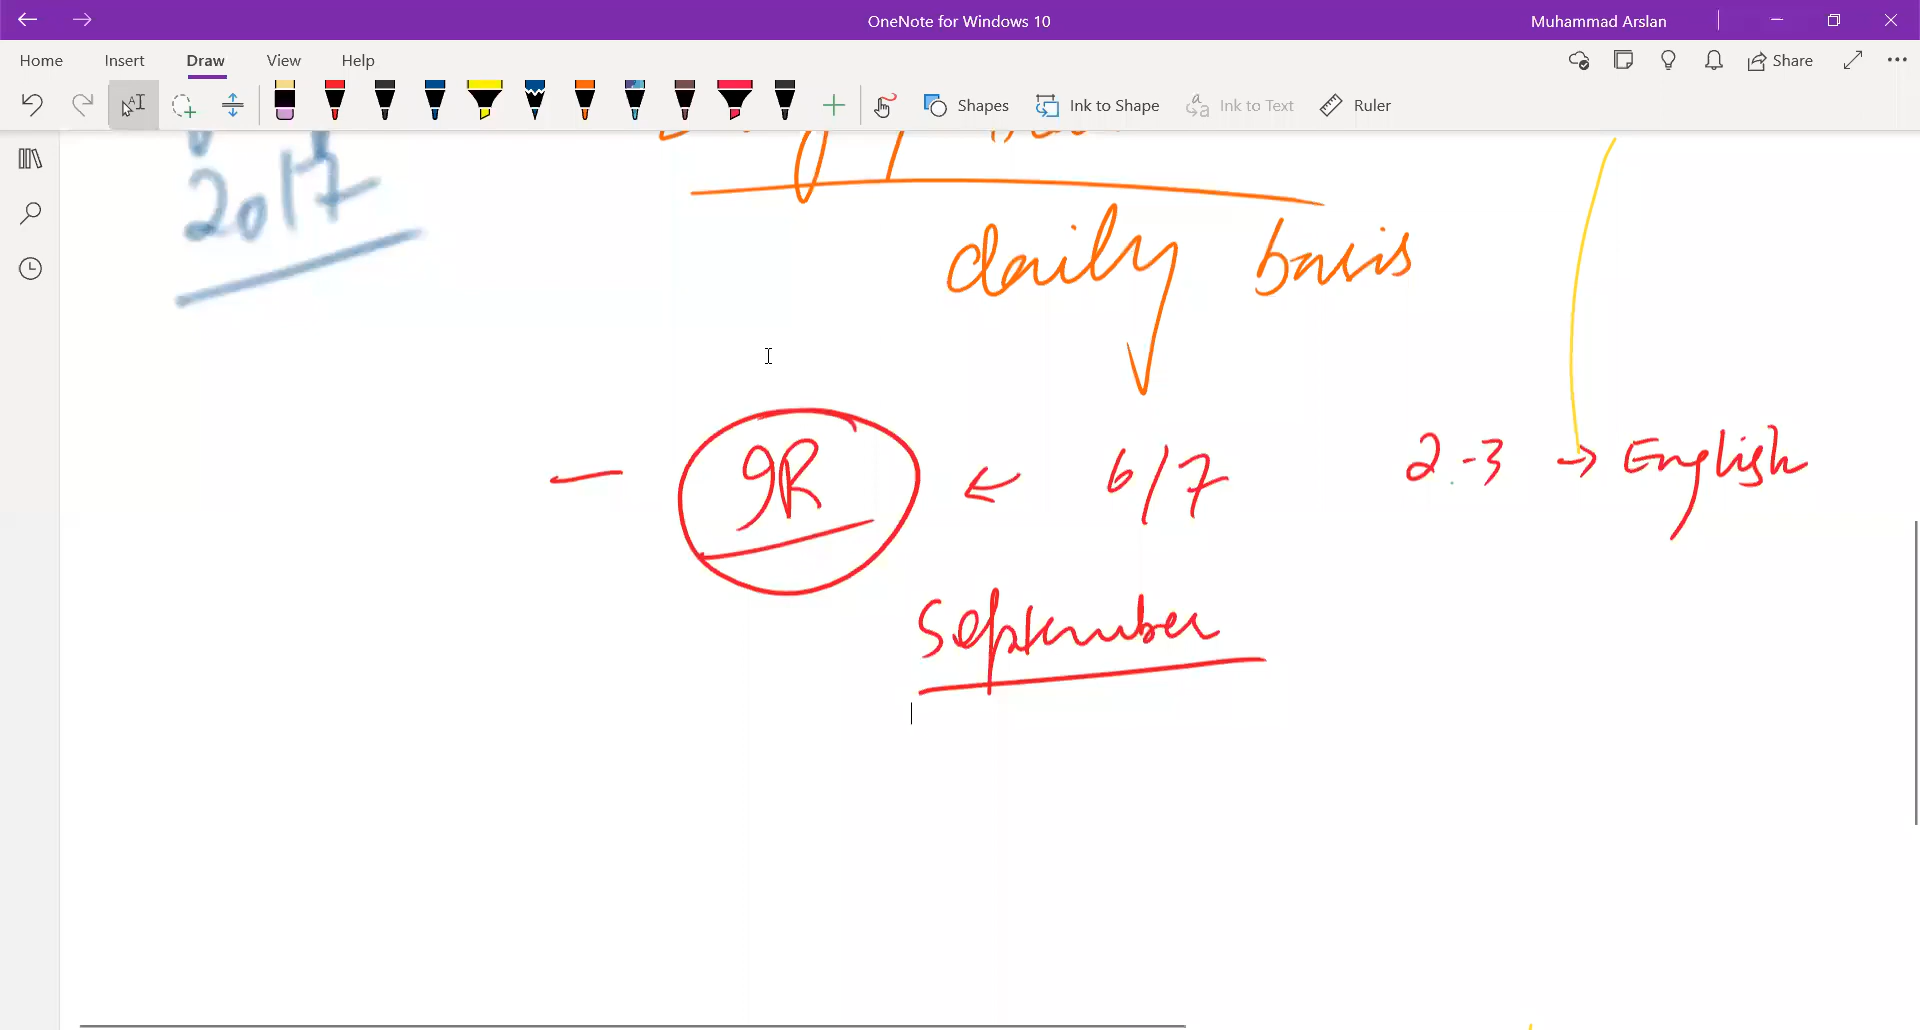 OneNote for Windows 10
Muhammad Arslan
Home Insert Draw View Help
Share
Shapes Ink to Shape Ink to Text Ruler
2017
daily basis
9R ← 6/7 2-3 → English
September